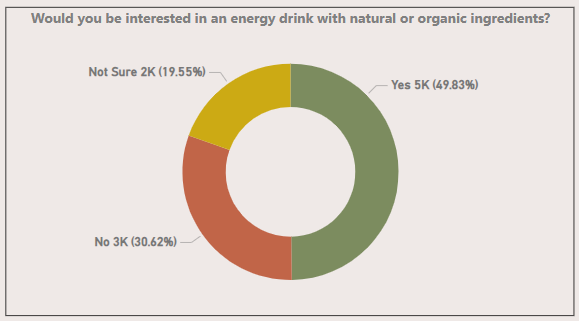 Would you be interested in an energy drink with natural or organic ingredients?
Not Sure 2K (19.55%)
Yes 5K (49.83%)
No 3K (30.62%)